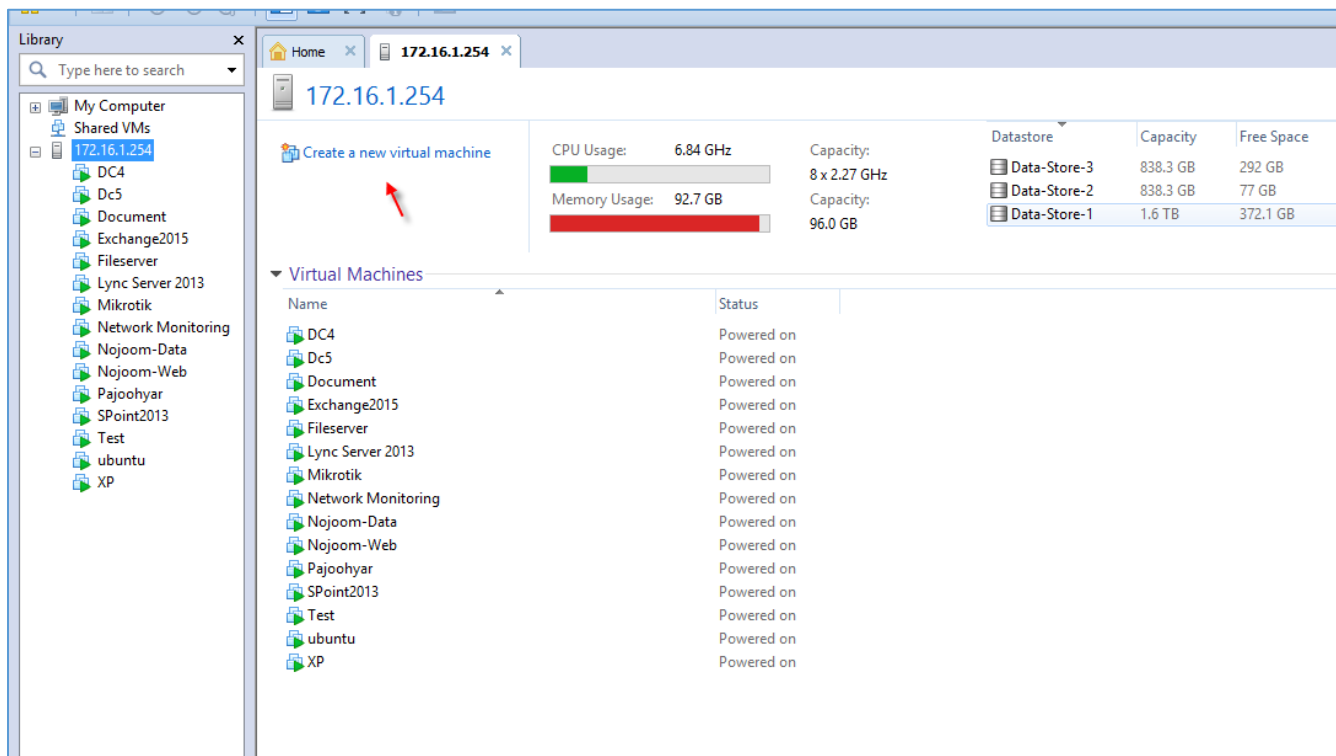 Library
Type here to search
My Computer
Shared VMs
172.16.1.254
DC4
Dc5
Document
Exchange2015
Fileserver
Lync Server 2013
Mikrotik
Network Monitoring
Nojoom-Data
Nojoom-Web
Pajoohyar
SPoint2013
Test
ubuntu
XP
Home 172.16.1.254
172.16.1.254
Create a new virtual machine
CPU Usage: 6.84 GHz Capacity:
8 x 2.27 GHz
Memory Usage: 92.7 GB Capacity:
96.0 GB
Datastore Capacity Free Space
Data-Store-3 838.3 GB 292 GB
Data-Store-2 838.3 GB 77 GB
Data-Store-1 1.6 TB 372.1 GB
Virtual Machines
Name Status
DC4 Powered on
Dc5 Powered on
Document Powered on
Exchange2015 Powered on
Fileserver Powered on
Lync Server 2013 Powered on
Mikrotik Powered on
Network Monitoring Powered on
Nojoom-Data Powered on
Nojoom-Web Powered on
Pajoohyar Powered on
SPoint2013 Powered on
Test Powered on
ubuntu Powered on
XP Powered on